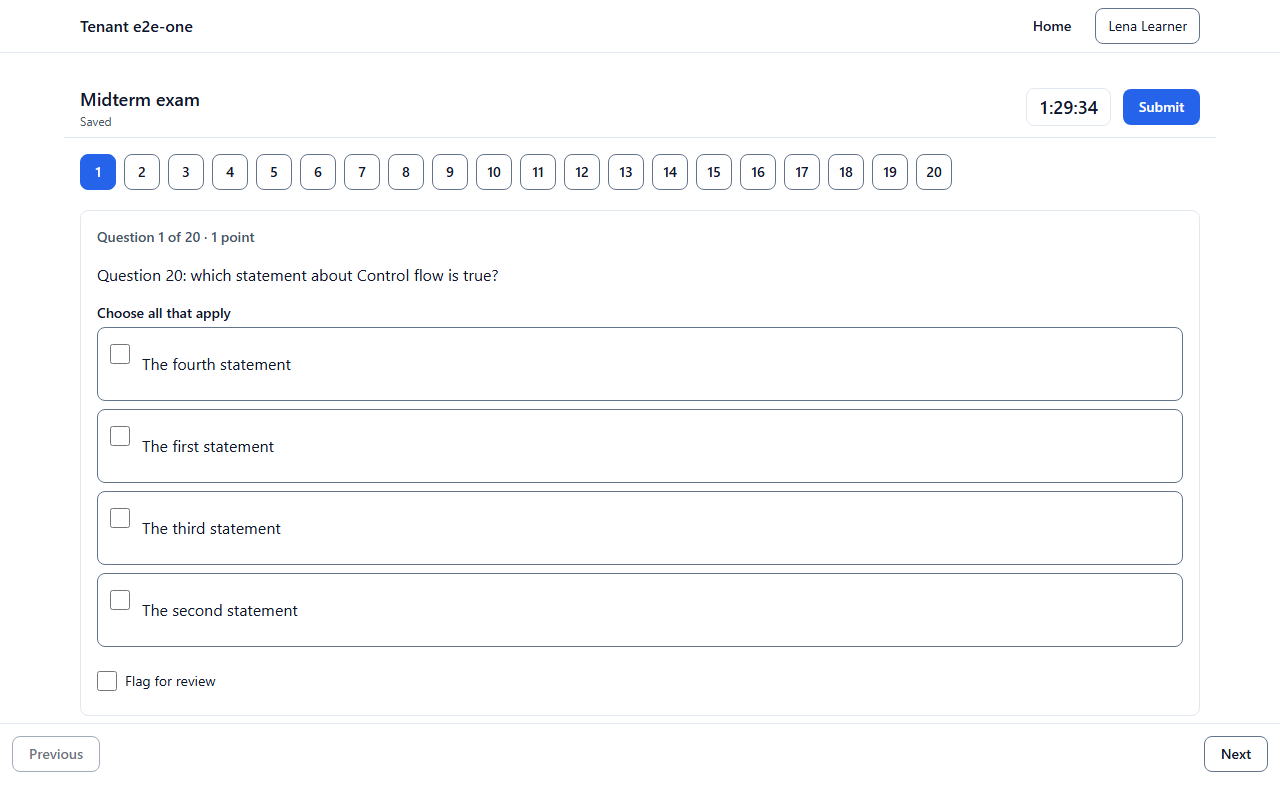 Tenant e2e-one
Home
Lena Learner
Midterm exam
Saved
1:29:34
Submit
1 2 3 4 5 6 7 8 9 10 11 12 13 14 15 16 17 18 19 20
Question 1 of 20 · 1 point
Question 20: which statement about Control flow is true?
Choose all that apply
The fourth statement
The first statement
The third statement
The second statement
Flag for review
Previous
Next